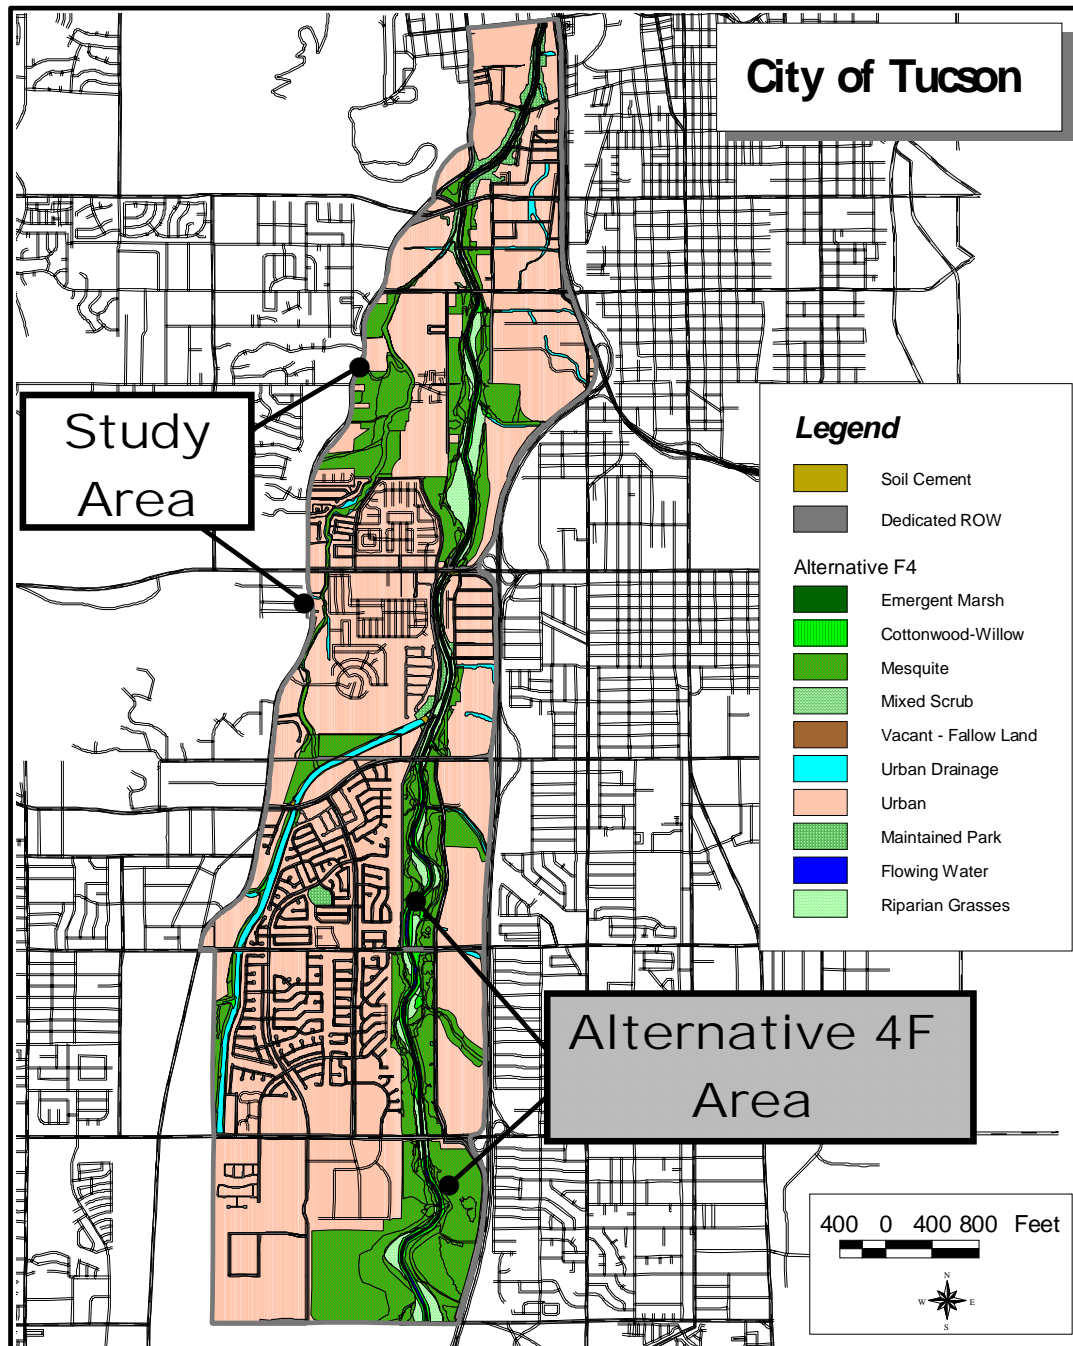 City of Tucson
Study
Area
Legend
Soil Cement
Dedicated ROW
Alternative F4
Emergent Marsh
Cottonwood-Willow
Mesquite
Mixed Scrub
Vacant - Fallow Land
Urban Drainage
Urban
Maintained Park
Flowing Water
Riparian Grasses
Alternative 4F
Area
400 0 400 800 Feet
N
W E
S